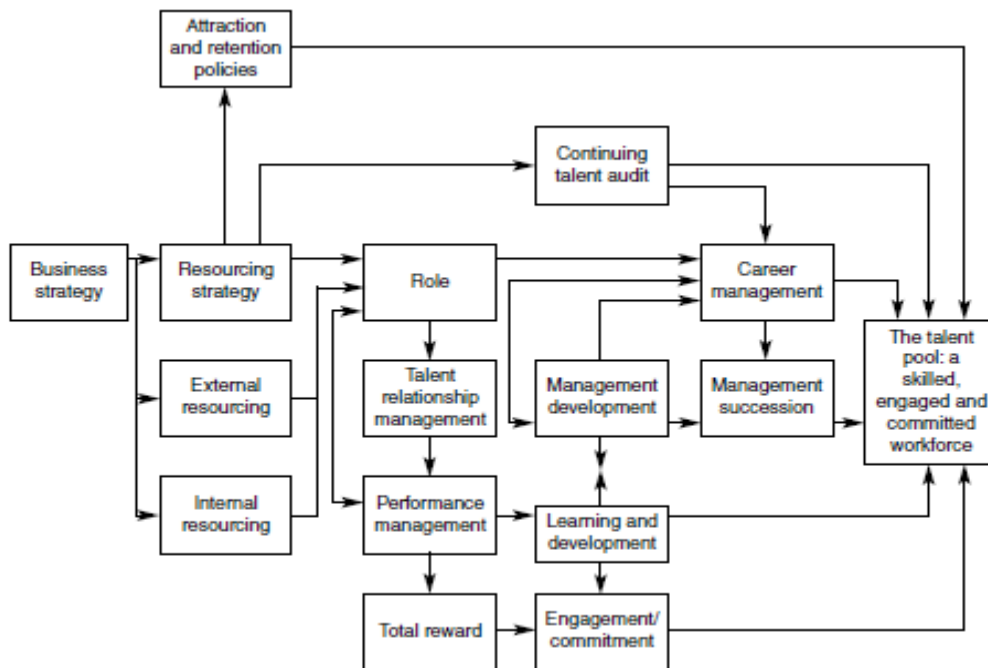 Attraction
and retention
policies
Continuing
talent audit
Business
strategy
Resourcing
strategy
Role
Career
management
The talent
pool: a
skilled,
engaged and
committed
workforce
External
resourcing
Talent
relationship
management
Management
development
Management
succession
Internal
resourcing
Performance
management
Learning and
development
Total reward
Engagement/
commitment